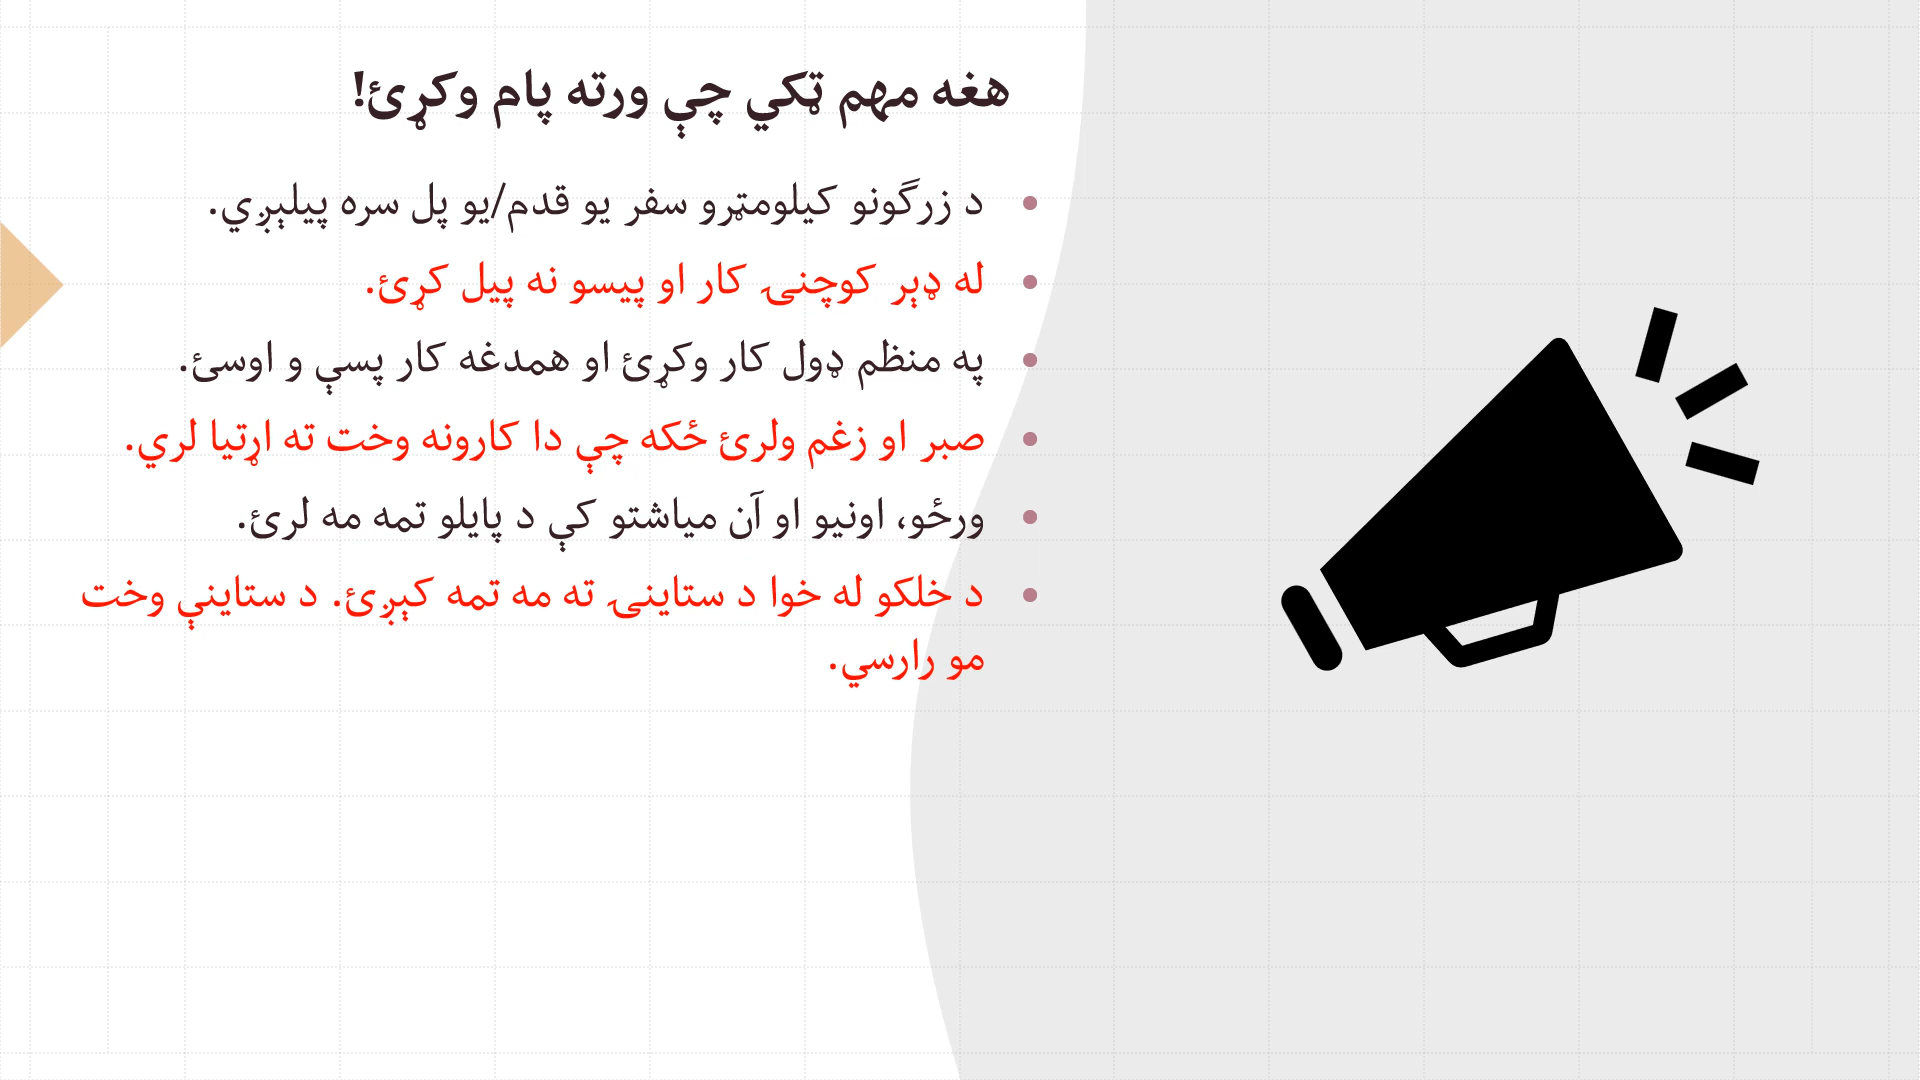 هغه مهم ټکي چې ورته پام وکړئ!
د زرګونو کیلومټرو سفر یو قدم/یو پل سره پیلېږي.
له ډېر کوچنۍ کار او پیسو نه پیل کړئ.
په منظم ډول کار وکړئ او همدغه کار پسې و اوسئ.
صبر او زغم ولرئ ځکه چې دا کارونه وخت ته اړتیا لري.
ورځو، اونیو او آن میاشتو کې د پایلو تمه مه لرئ.
د خلکو له خوا د ستاینۍ ته مه تمه کېږئ. د ستاینې وخت
مو رارسي.